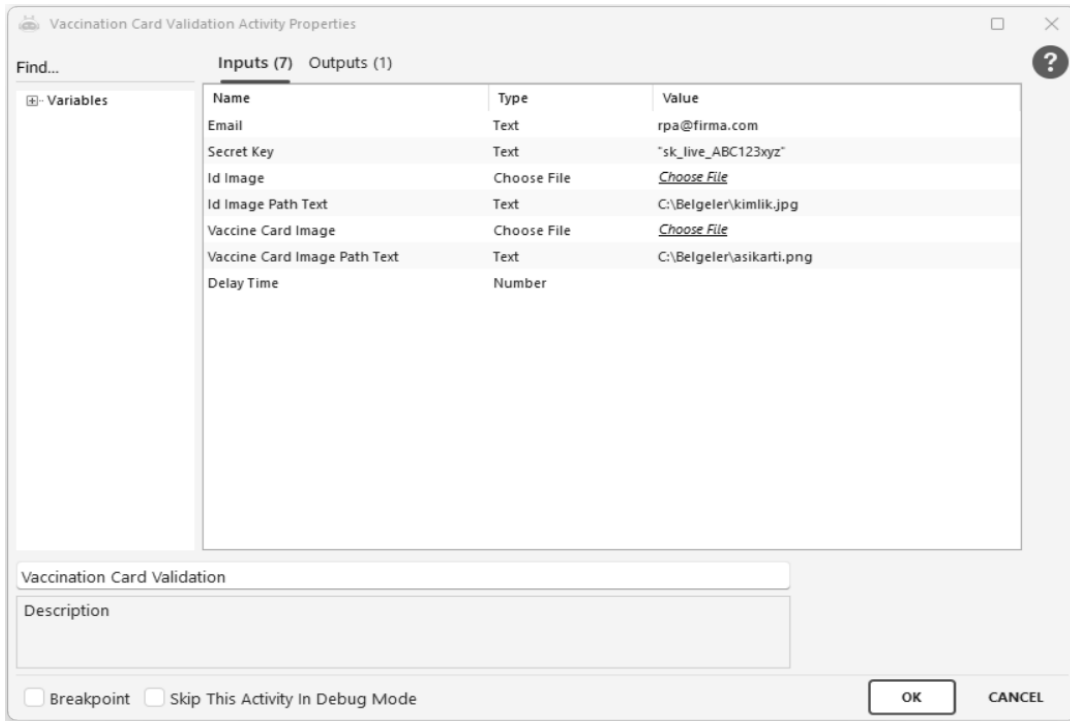 Vaccination Card Validation Activity Properties
Find...
Inputs (7) Outputs (1)
?
Variables
Name Type Value
Email Text rpa@firma.com
Secret Key Text "sk_live_ABC123xyz"
Id Image Choose File Choose File
Id Image Path Text Text C:\Belgeler\kimlik.jpg
Vaccine Card Image Choose File Choose File
Vaccine Card Image Path Text Text C:\Belgeler\asikarti.png
Delay Time Number
Vaccination Card Validation
Description
Breakpoint Skip This Activity In Debug Mode OK CANCEL